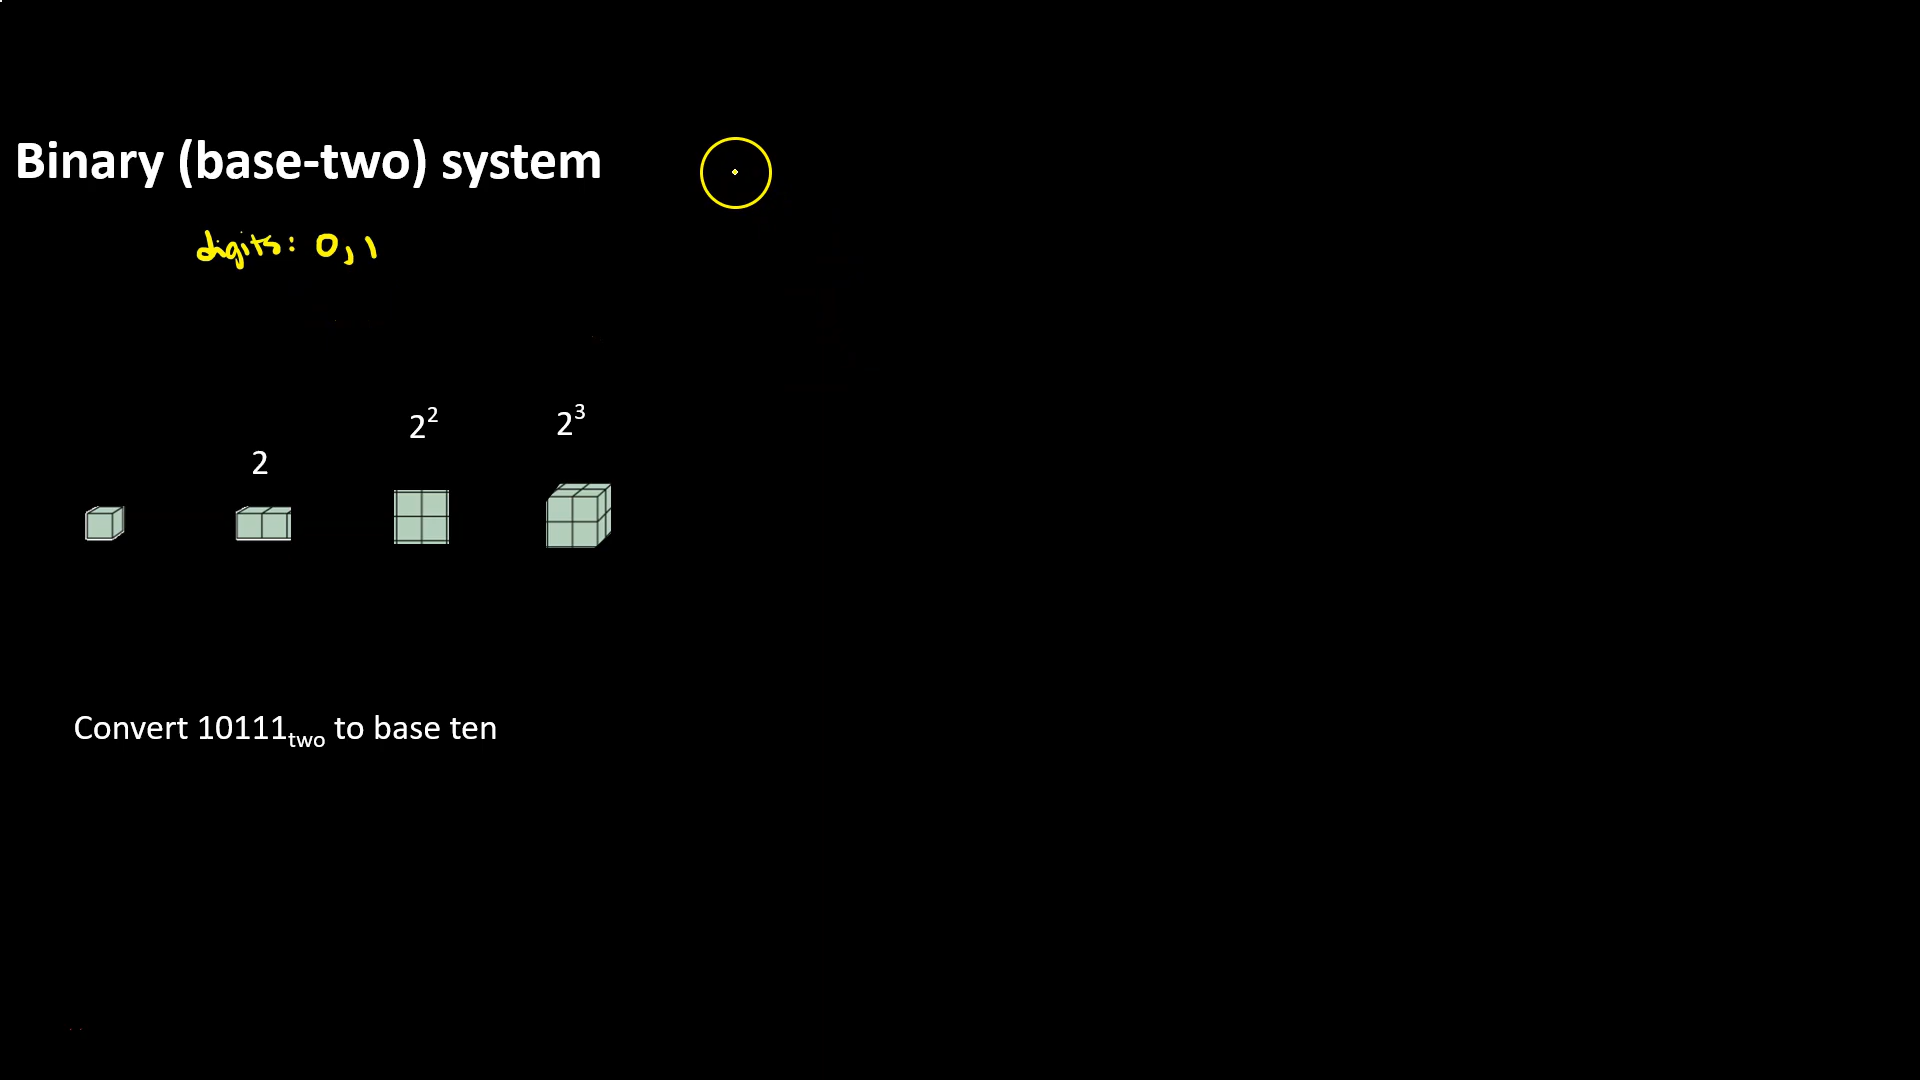 Binary (base-two) system
digits: 0, 1
2² 2³
2
Convert 10111two to base ten